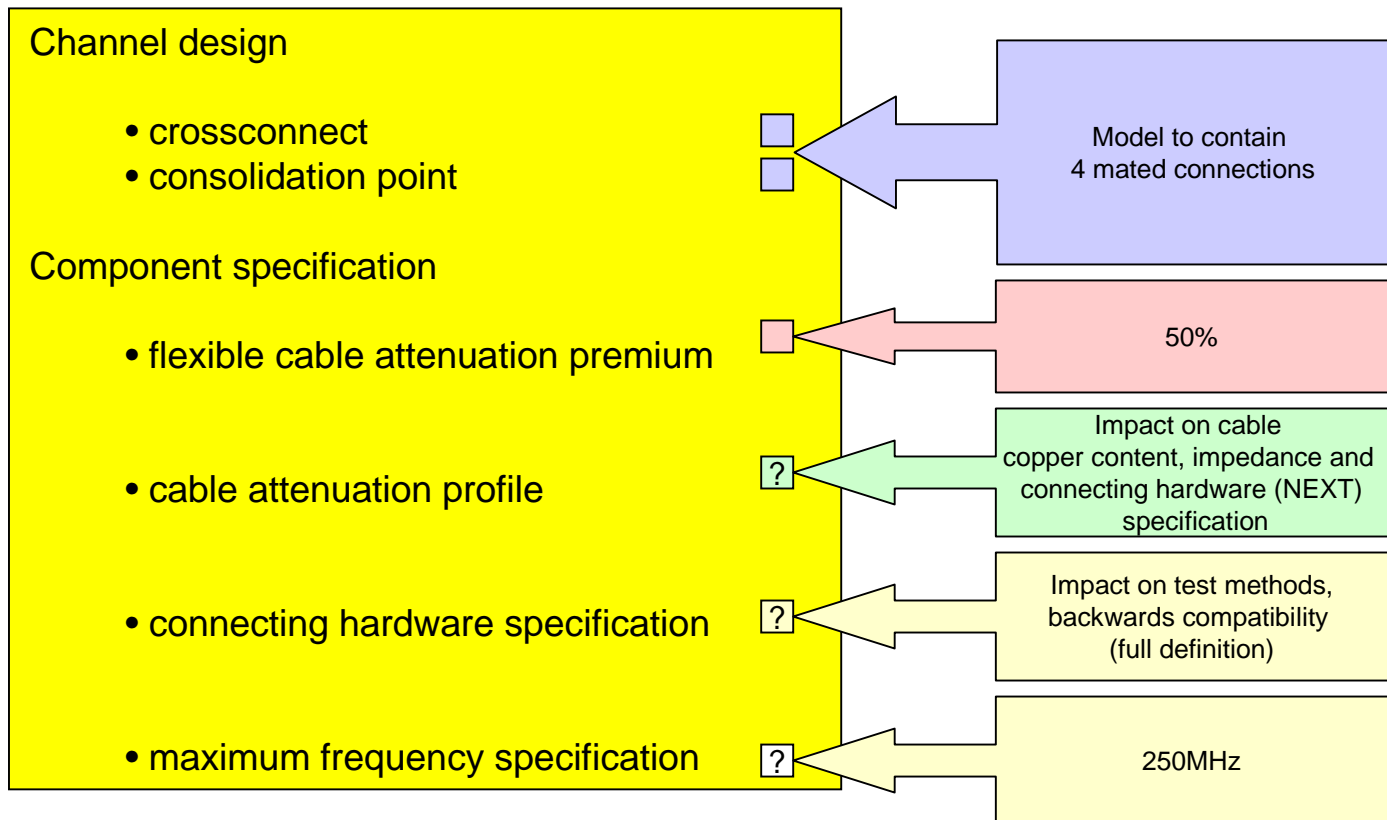 Channel design
• crossconnect
• consolidation point
Model to contain
4 mated connections
Component specification
• flexible cable attenuation premium
50%
• cable attenuation profile
?
Impact on cable
copper content, impedance and
connecting hardware (NEXT)
specification
• connecting hardware specification
?
Impact on test methods,
backwards compatibility
(full definition)
• maximum frequency specification
?
250MHz